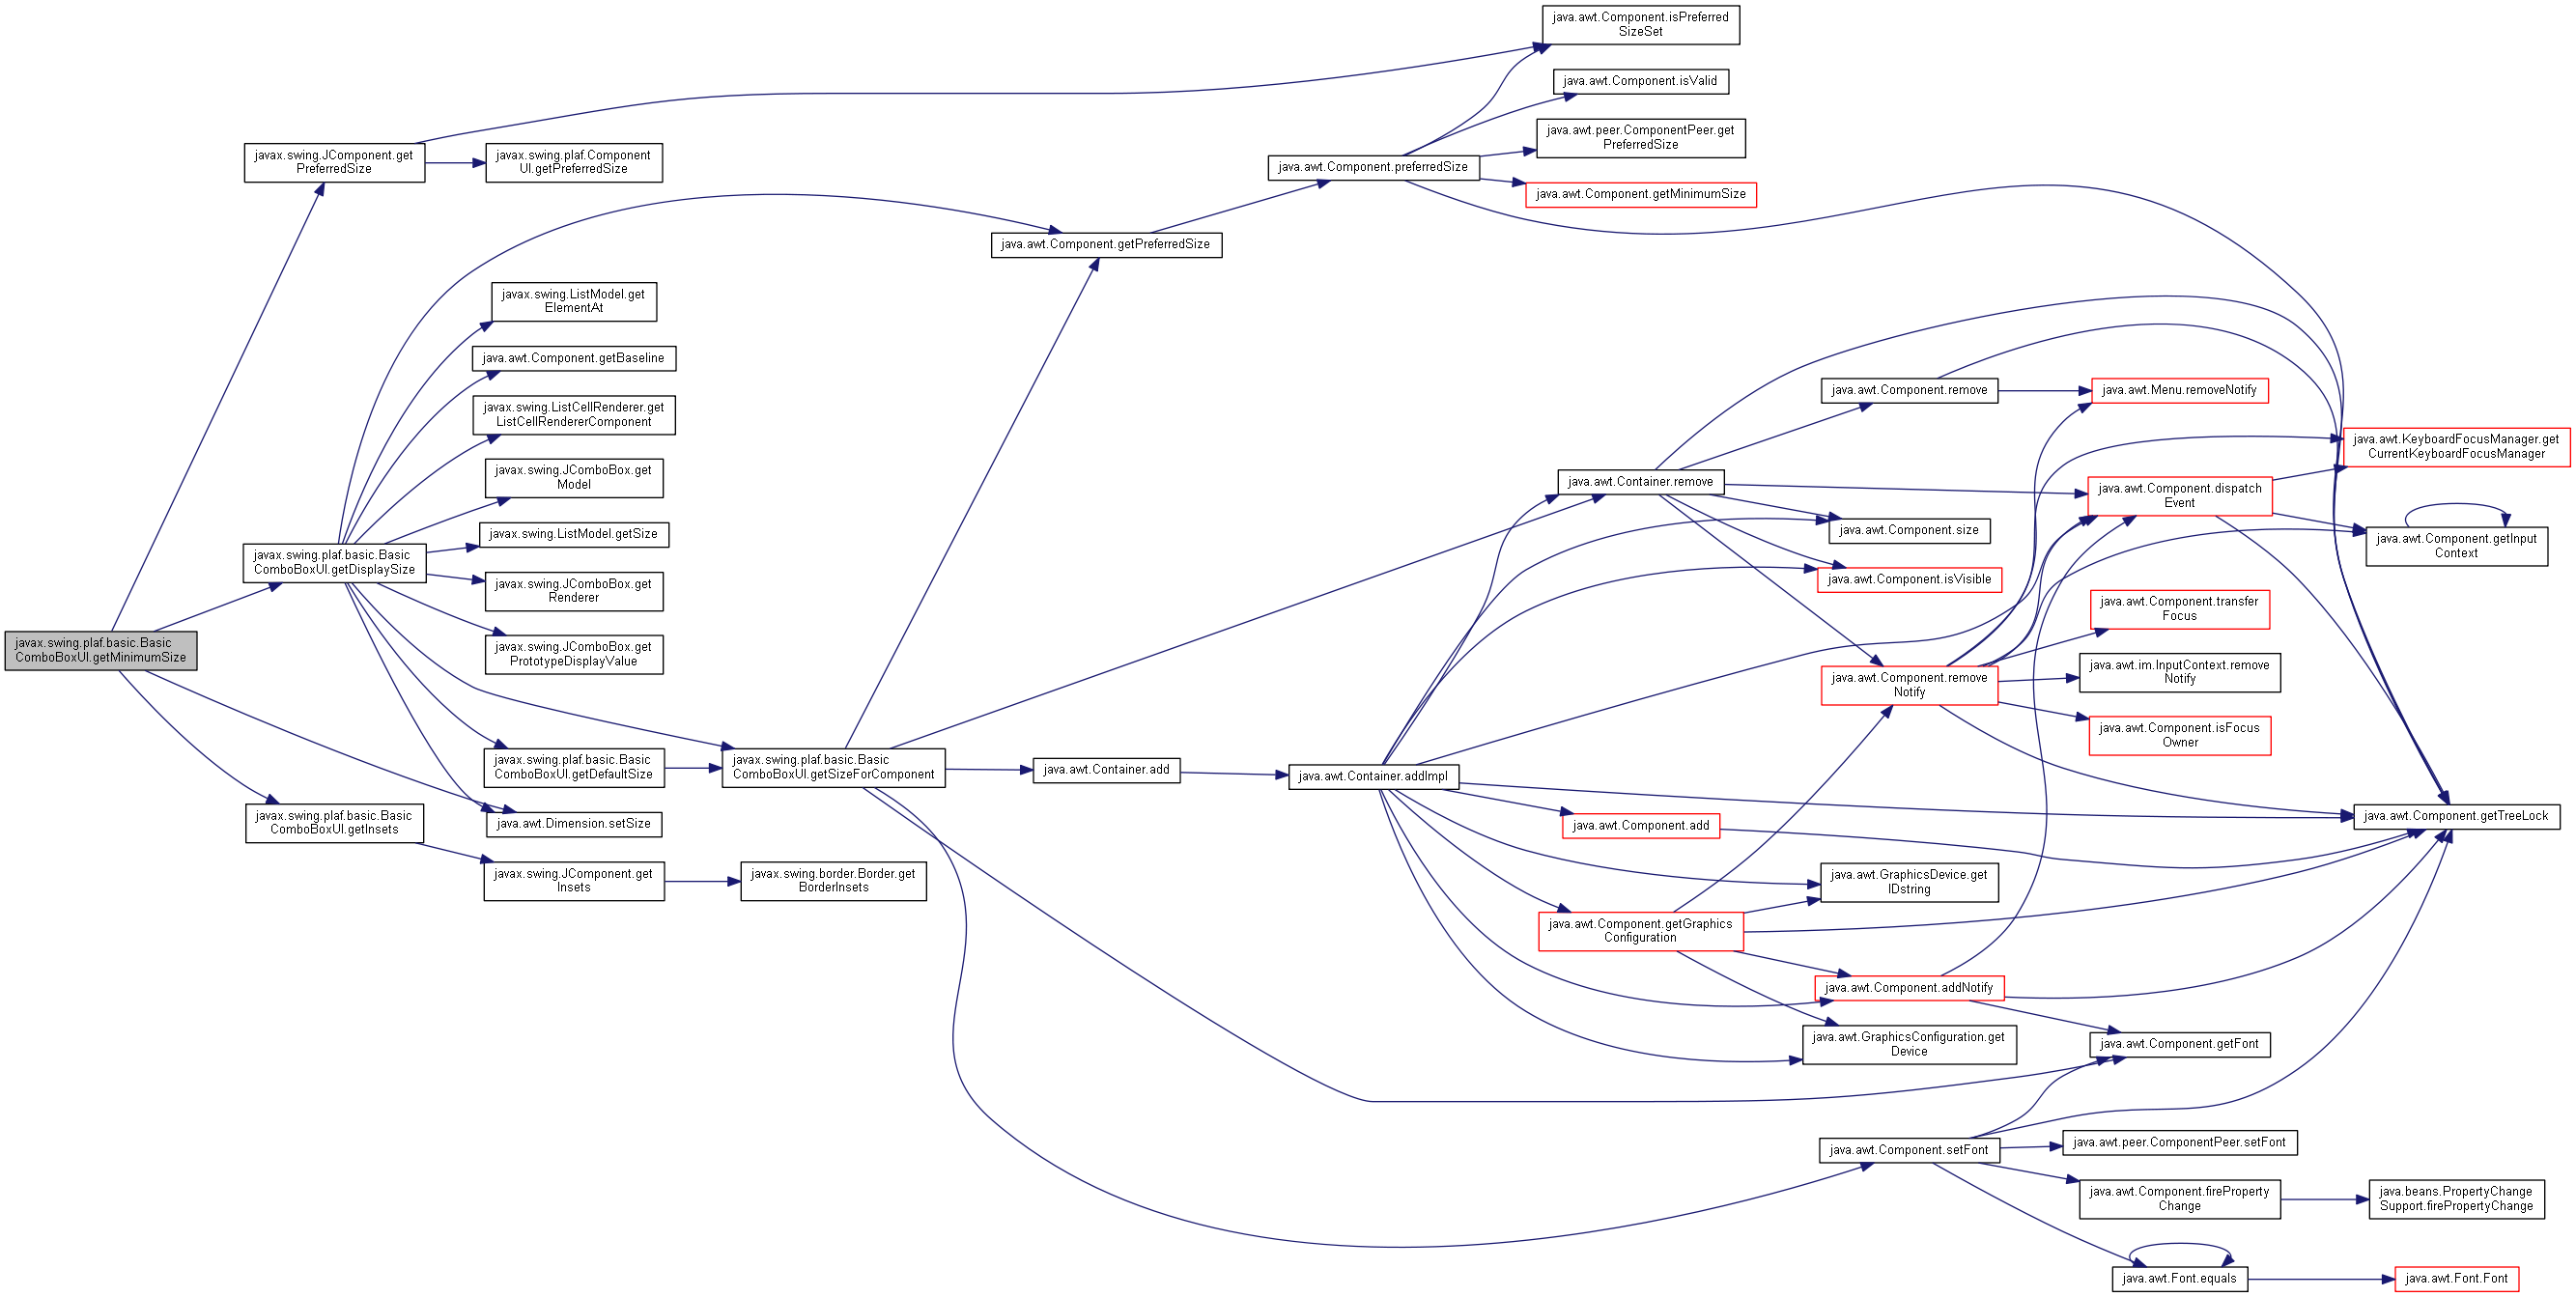 java.awt.Component.isPreferred
SizeSet
java.awt.Component.isValid
java.awt.peer.ComponentPeer.get
PreferredSize
javax.swing.JComponent.get
PreferredSize
javax.swing.plaf.Component
UI.getPreferredSize
java.awt.Component.preferredSize
java.awt.Component.getMinimumSize
java.awt.Component.getPreferredSize
javax.swing.ListModel.get
ElementAt
java.awt.Component.getBaseline
javax.swing.ListCellRenderer.get
ListCellRendererComponent
java.awt.Component.remove
java.awt.Menu.removeNotify
java.awt.KeyboardFocusManager.get
CurrentKeyboardFocusManager
javax.swing.JComboBox.get
Model
java.awt.Container.remove
java.awt.Component.dispatch
Event
javax.swing.ListModel.getSize
java.awt.Component.size
java.awt.Component.getInput
Context
javax.swing.plaf.basic.Basic
ComboBoxUI.getDisplaySize
javax.swing.JComboBox.get
Renderer
java.awt.Component.isVisible
java.awt.Component.transfer
Focus
javax.swing.plaf.basic.Basic
ComboBoxUI.getMinimumSize
javax.swing.JComboBox.get
PrototypeDisplayValue
java.awt.Component.remove
Notify
java.awt.im.InputContext.remove
Notify
java.awt.Component.isFocus
Owner
javax.swing.plaf.basic.Basic
ComboBoxUI.getDefaultSize
javax.swing.plaf.basic.Basic
ComboBoxUI.getSizeForComponent
java.awt.Container.add
java.awt.Container.addImpl
javax.swing.plaf.basic.Basic
ComboBoxUI.getInsets
java.awt.Dimension.setSize
java.awt.Component.add
java.awt.Component.getTreeLock
javax.swing.JComponent.get
Insets
javax.swing.border.Border.get
BorderInsets
java.awt.GraphicsDevice.get
IDstring
java.awt.Component.getGraphics
Configuration
java.awt.Component.addNotify
java.awt.GraphicsConfiguration.get
Device
java.awt.Component.getFont
java.awt.Component.setFont
java.awt.peer.ComponentPeer.setFont
java.awt.Component.fireProperty
Change
java.beans.PropertyChange
Support.firePropertyChange
java.awt.Font.equals
java.awt.Font.Font